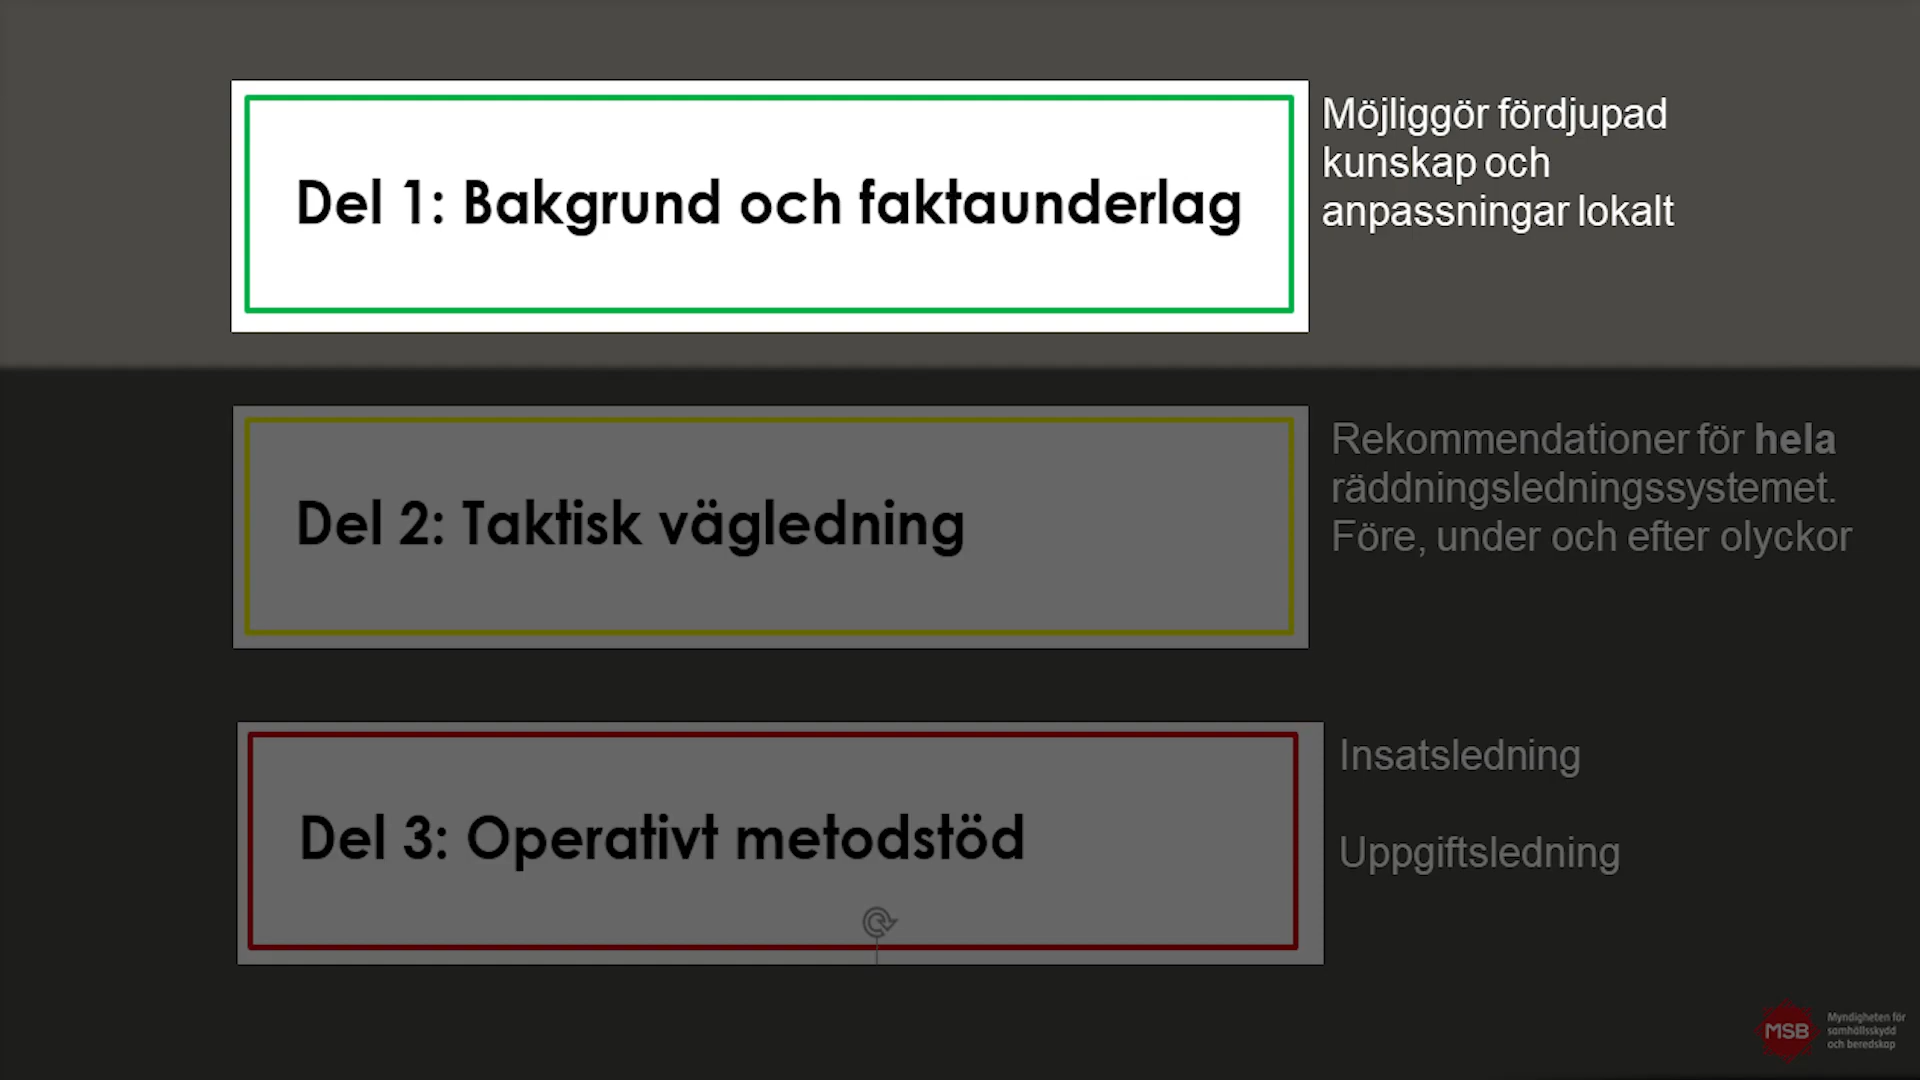 Del 1: Bakgrund och faktaunderlag
Möjliggör fördjupad
kunskap och
anpassningar lokalt
Del 2: Taktisk vägledning
Rekommendationer för hela
räddningsledningssystemet.
Före, under och efter olyckor
Del 3: Operativt metodstöd
Insatsledning
Uppgiftsledning
MSB
Myndigheten för
samhällsskydd
och beredskap